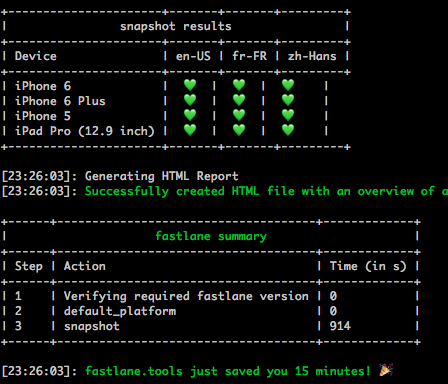 snapshot results
Device | en-US | fr-FR | zh-Hans
iPhone 6 | 💚 | 💚 | 💚
iPhone 6 Plus | 💚 | 💚 | 💚
iPhone 5 | 💚 | 💚 | 💚
iPad Pro (12.9 inch) | 💚 | 💚 | 💚
[23:26:03]: Generating HTML Report
[23:26:03]: Successfully created HTML file with an overview of a
fastlane summary
Step | Action | Time (in s)
1 | Verifying required fastlane version | 0
2 | default_platform | 0
3 | snapshot | 914
[23:26:03]: fastlane.tools just saved you 15 minutes! 🎉